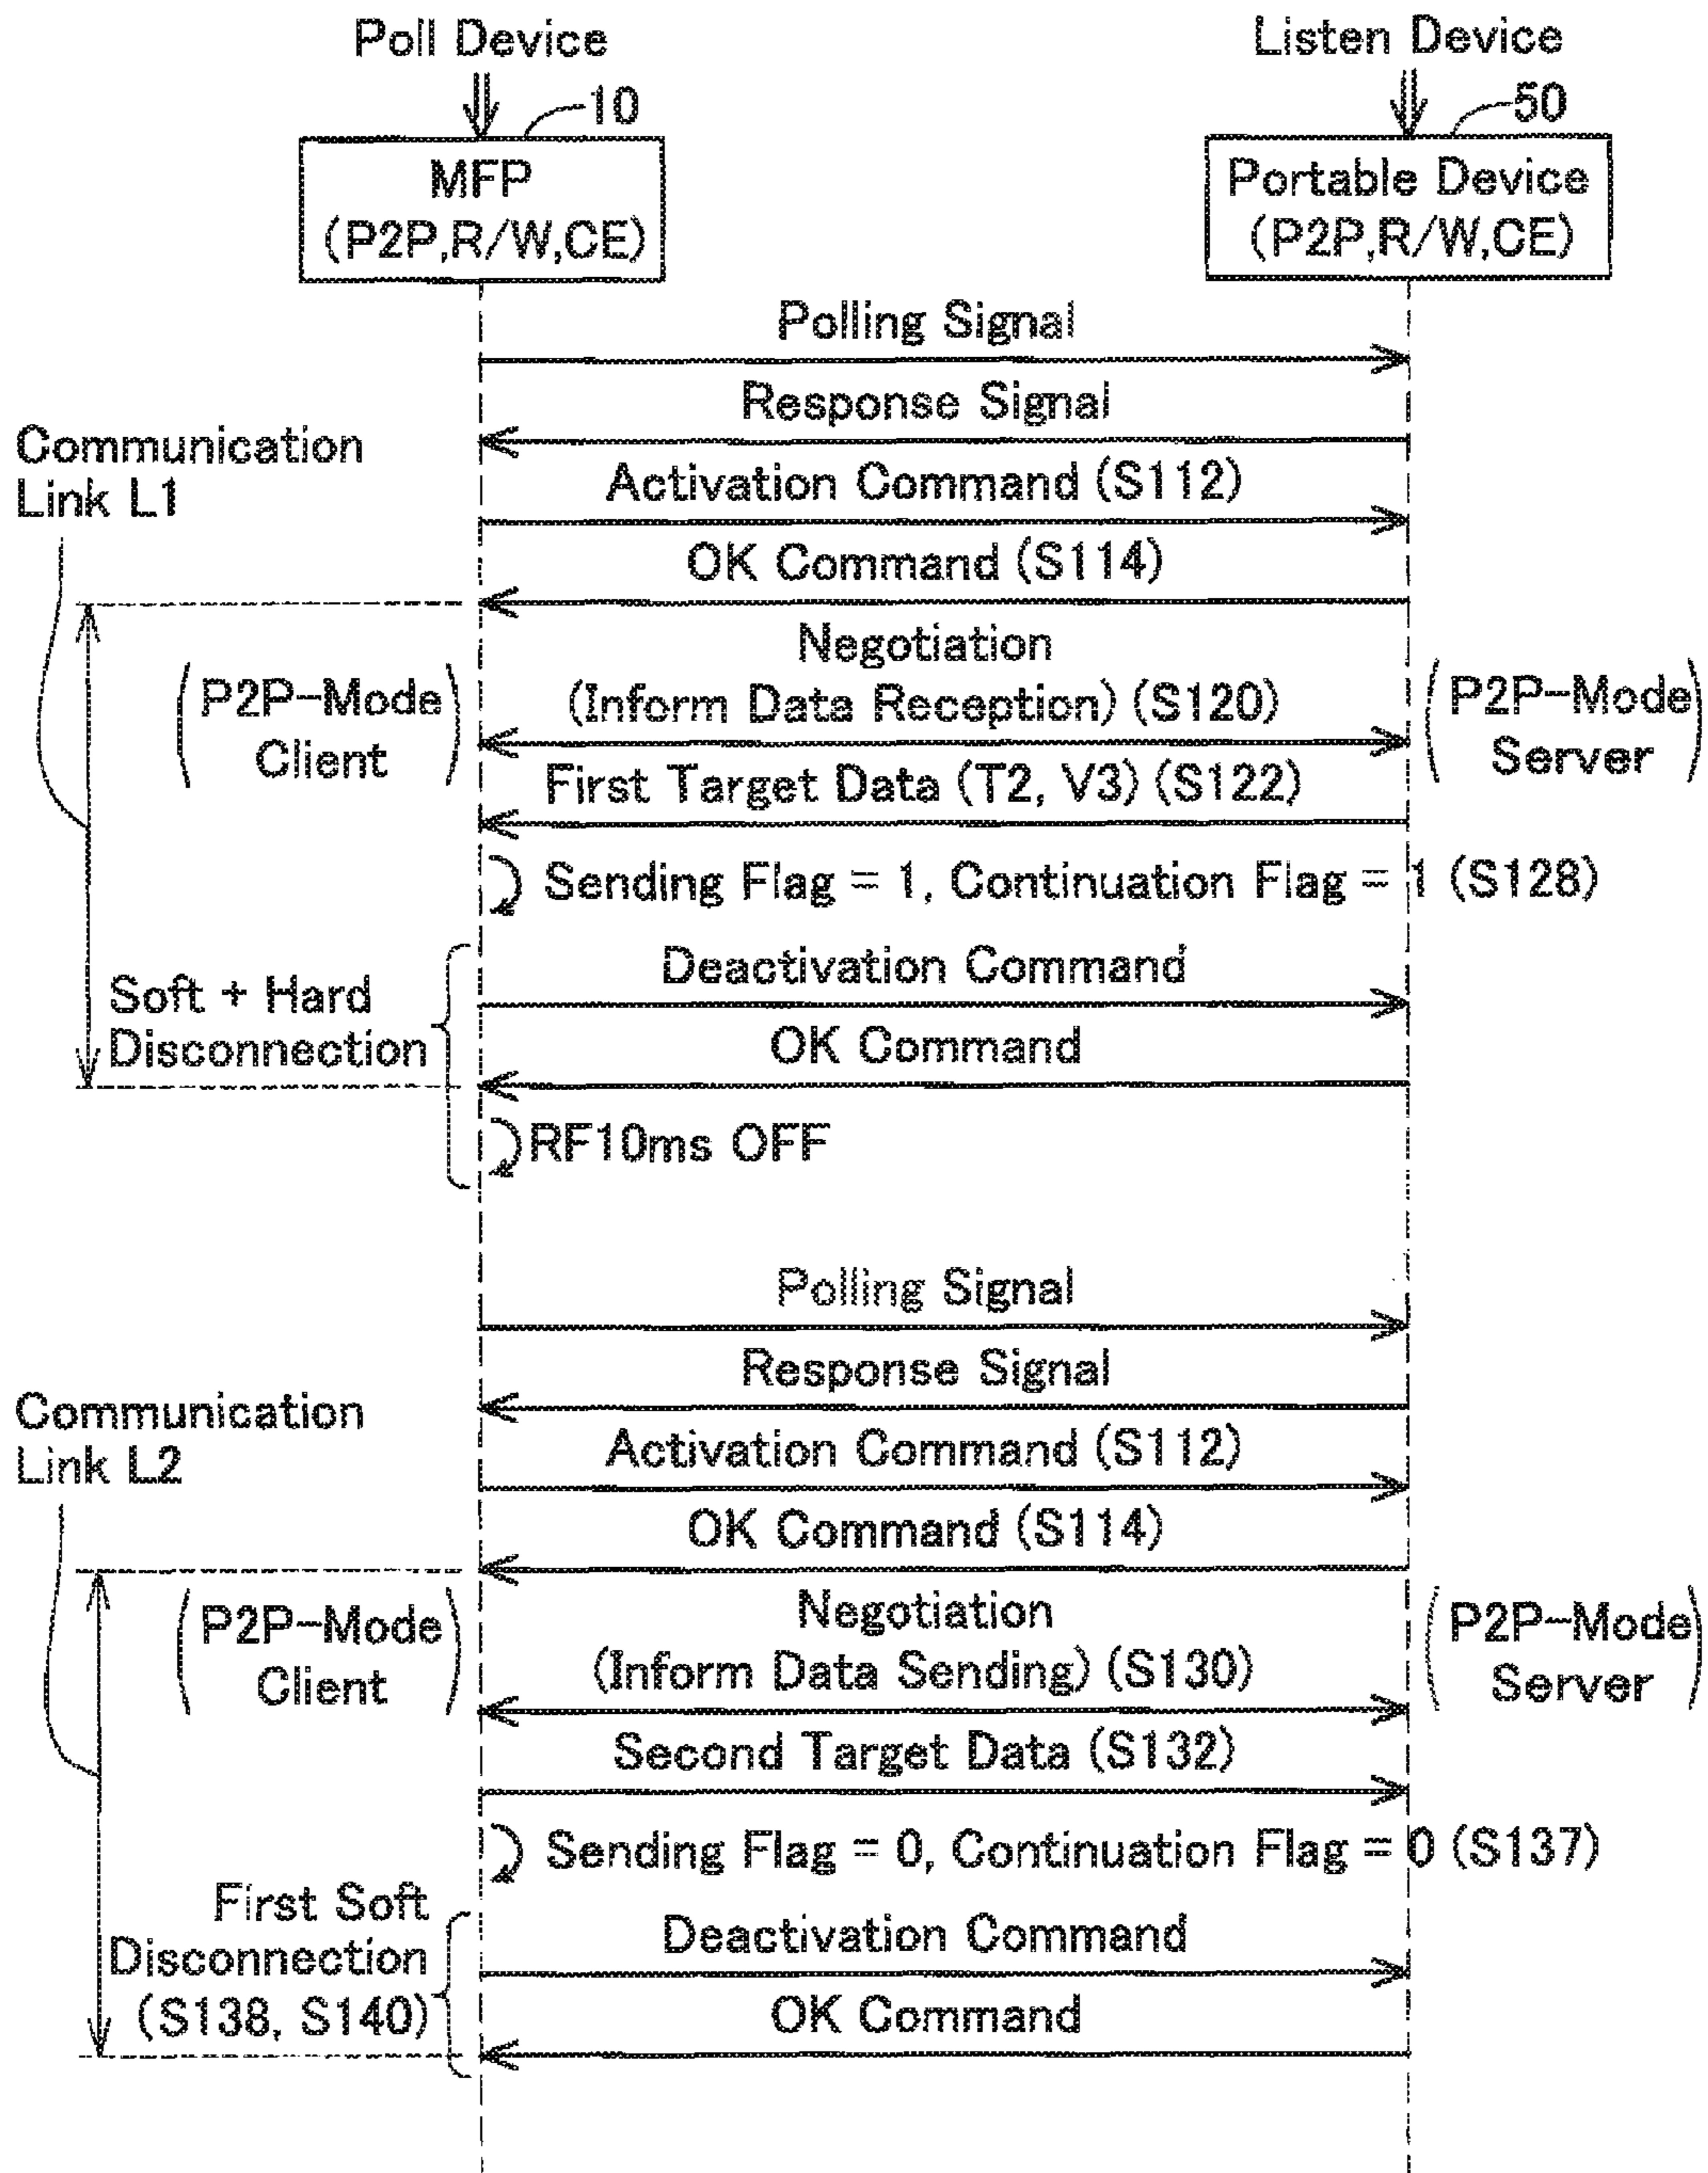 Poll Device
Listen Device
10
50
MFP
(P2P,R/W,CE)
Portable Device
(P2P,R/W,CE)
Polling Signal
Response Signal
Communication
Link L1
Activation Command (S112)
OK Command (S114)
Negotiation
(Inform Data Reception) (S120)
(P2P-Mode
Client)
(P2P-Mode
Server)
First Target Data (T2, V3) (S122)
Sending Flag = 1, Continuation Flag = 1 (S128)
Soft + Hard
Disconnection
Deactivation Command
OK Command
RF10ms OFF
Polling Signal
Response Signal
Communication
Link L2
Activation Command (S112)
OK Command (S114)
Negotiation
(Inform Data Sending) (S130)
(P2P-Mode
Client)
(P2P-Mode
Server)
Second Target Data (S132)
Sending Flag = 0, Continuation Flag = 0 (S137)
First Soft
Disconnection
(S138, S140)
Deactivation Command
OK Command